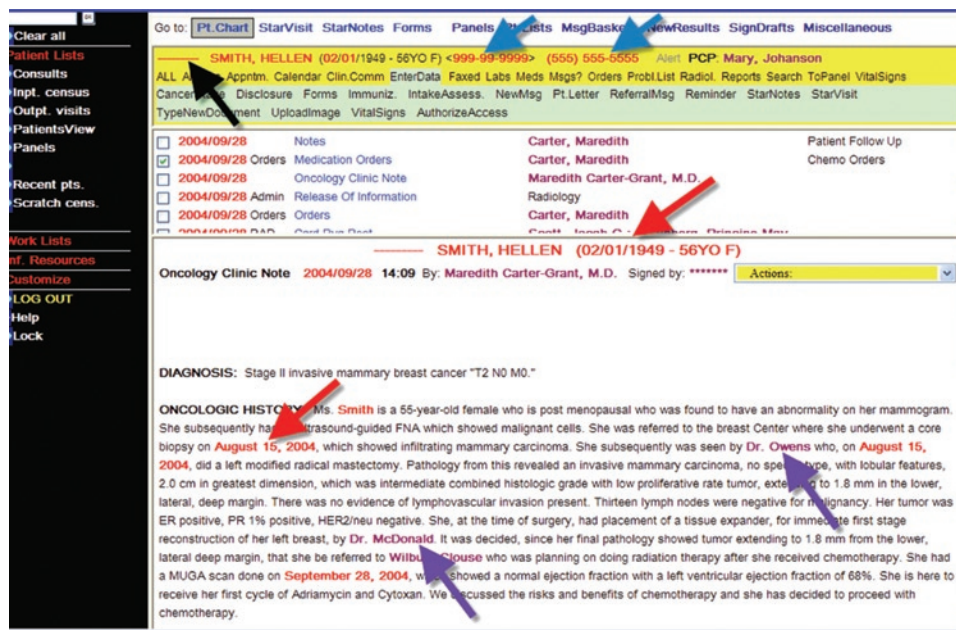 Go to: Pt.Chart StarVisit StarNotes Forms Panels Pt.Lists MsgBasket NewResults SignDrafts Miscellaneous
Clear all
Patient Lists
Consults
Inpt. census
Outpt. visits
PatientsView
Panels
Recent pts.
Scratch cens.
Work Lists
Inf. Resources
Customize
LOG OUT
Help
Lock
SMITH, HELLEN (02/01/1949 - 56YO F) <999-99-9999> (555) 555-5555 Alert PCP: Mary, Johanson
ALL Appntm. Calendar Clin.Comm EnterData Faxed Labs Meds Msgs? Orders Probl.List Radiol. Reports Search ToPanel VitalSigns
Disclosure Forms Immuniz. IntakeAssess. NewMsg Pt.Letter ReferralMsg Reminder StarNotes StarVisit
TypeNewDocument UploadImage VitalSigns AuthorizeAccess
2004/09/28 Notes Carter, Maredith Patient Follow Up
2004/09/28 Orders Medication Orders Carter, Maredith Chemo Orders
2004/09/28 Oncology Clinic Note Maredith Carter-Grant, M.D.
2004/09/28 Admin Release Of Information Radiology
2004/09/28 Orders Orders Carter, Maredith
SMITH, HELLEN (02/01/1949 - 56YO F)
Oncology Clinic Note 2004/09/28 14:09 By: Maredith Carter-Grant, M.D. Signed by: ******* Actions:
DIAGNOSIS: Stage II invasive mammary breast cancer "T2 N0 M0."
ONCOLOGIC HISTORY Ms. Smith is a 55-year-old female who is post menopausal who was found to have an abnormality on her mammogram.
She subsequently had ultrasound-guided FNA which showed malignant cells. She was referred to the breast Center where she underwent a core
biopsy on August 15, 2004, which showed infiltrating mammary carcinoma. She subsequently was seen by Dr. Owens who, on August 15,
2004, did a left modified radical mastectomy. Pathology from this revealed an invasive mammary carcinoma, no special type, with lobular features,
2.0 cm in greatest dimension, which was intermediate combined histologic grade with low proliferative rate tumor, extending to 1.8 mm in the lower,
lateral, deep margin. There was no evidence of lymphovascular invasion present. Thirteen lymph nodes were negative for malignancy. Her tumor was
ER positive, PR 1% positive, HER2/neu negative. She, at the time of surgery, had placement of a tissue expander, for immediate first stage
reconstruction of her left breast, by Dr. McDonald. It was decided, since her final pathology showed tumor extending to 1.8 mm from the lower,
lateral deep margin, that she be referred to Wilbur Clouse who was planning on doing radiation therapy after she received chemotherapy. She had
a MUGA scan done on September 28, 2004, which showed a normal ejection fraction with a left ventricular ejection fraction of 68%. She is here to
receive her first cycle of Adriamycin and Cytoxan. We discussed the risks and benefits of chemotherapy and she has decided to proceed with
chemotherapy.